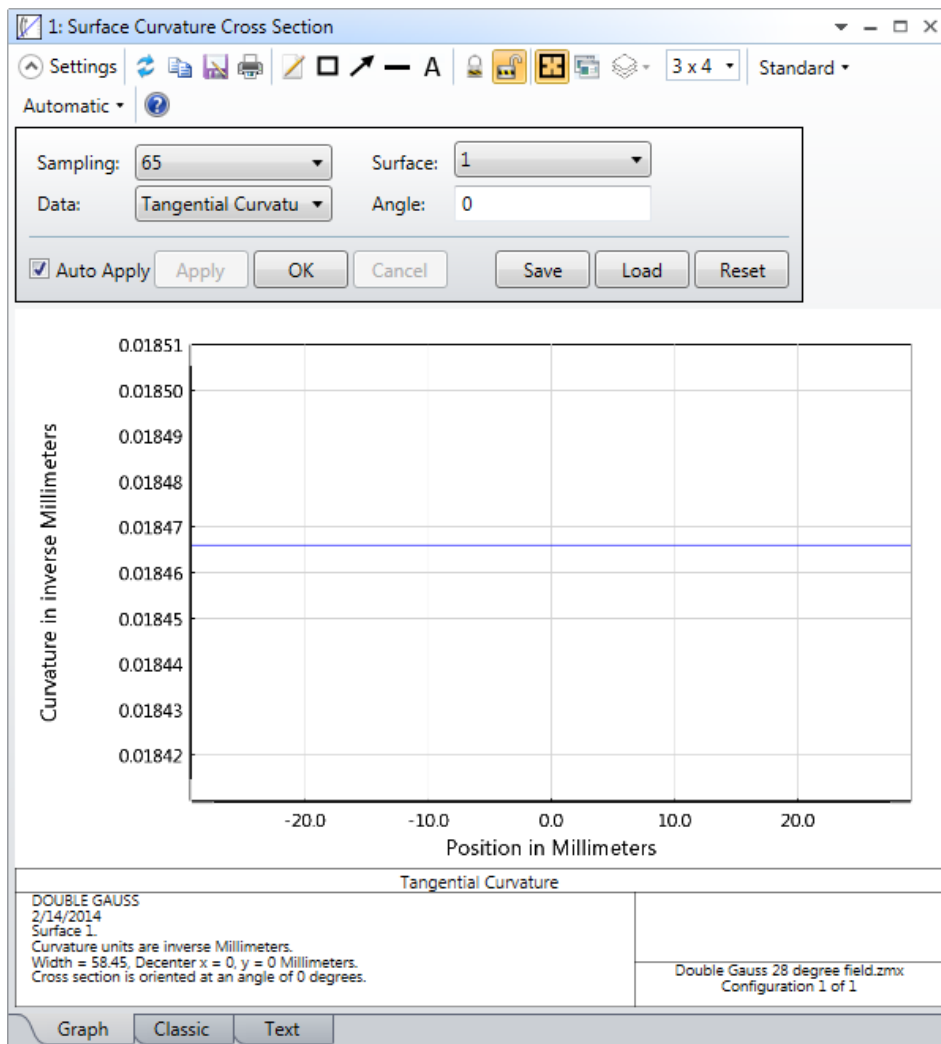 1: Surface Curvature Cross Section
Settings A 3 x 4 Standard
Automatic ?
Sampling: 65 Surface: 1
Data: Tangential Curvatu Angle: 0
Auto Apply Apply OK Cancel Save Load Reset
0.01851
0.01850
0.01849
0.01848
0.01847
0.01846
0.01845
0.01844
0.01843
0.01842
Curvature in inverse Millimeters
-20.0 -10.0 0.0 10.0 20.0
Position in Millimeters
Tangential Curvature
DOUBLE GAUSS
2/14/2014
Surface 1.
Curvature units are inverse Millimeters.
Width = 58.45, Decenter x = 0, y = 0 Millimeters.
Cross section is oriented at an angle of 0 degrees.
Double Gauss 28 degree field.zmx
Configuration 1 of 1
Graph Classic Text